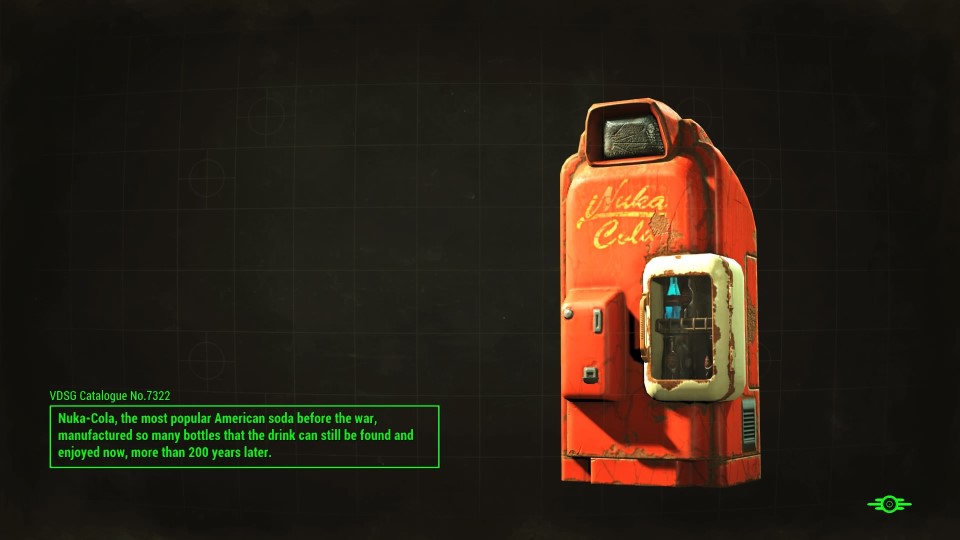 Nuka
Cola
VDSG Catalogue No.7322
Nuka-Cola, the most popular American soda before the war,
manufactured so many bottles that the drink can still be found and
enjoyed now, more than 200 years later.